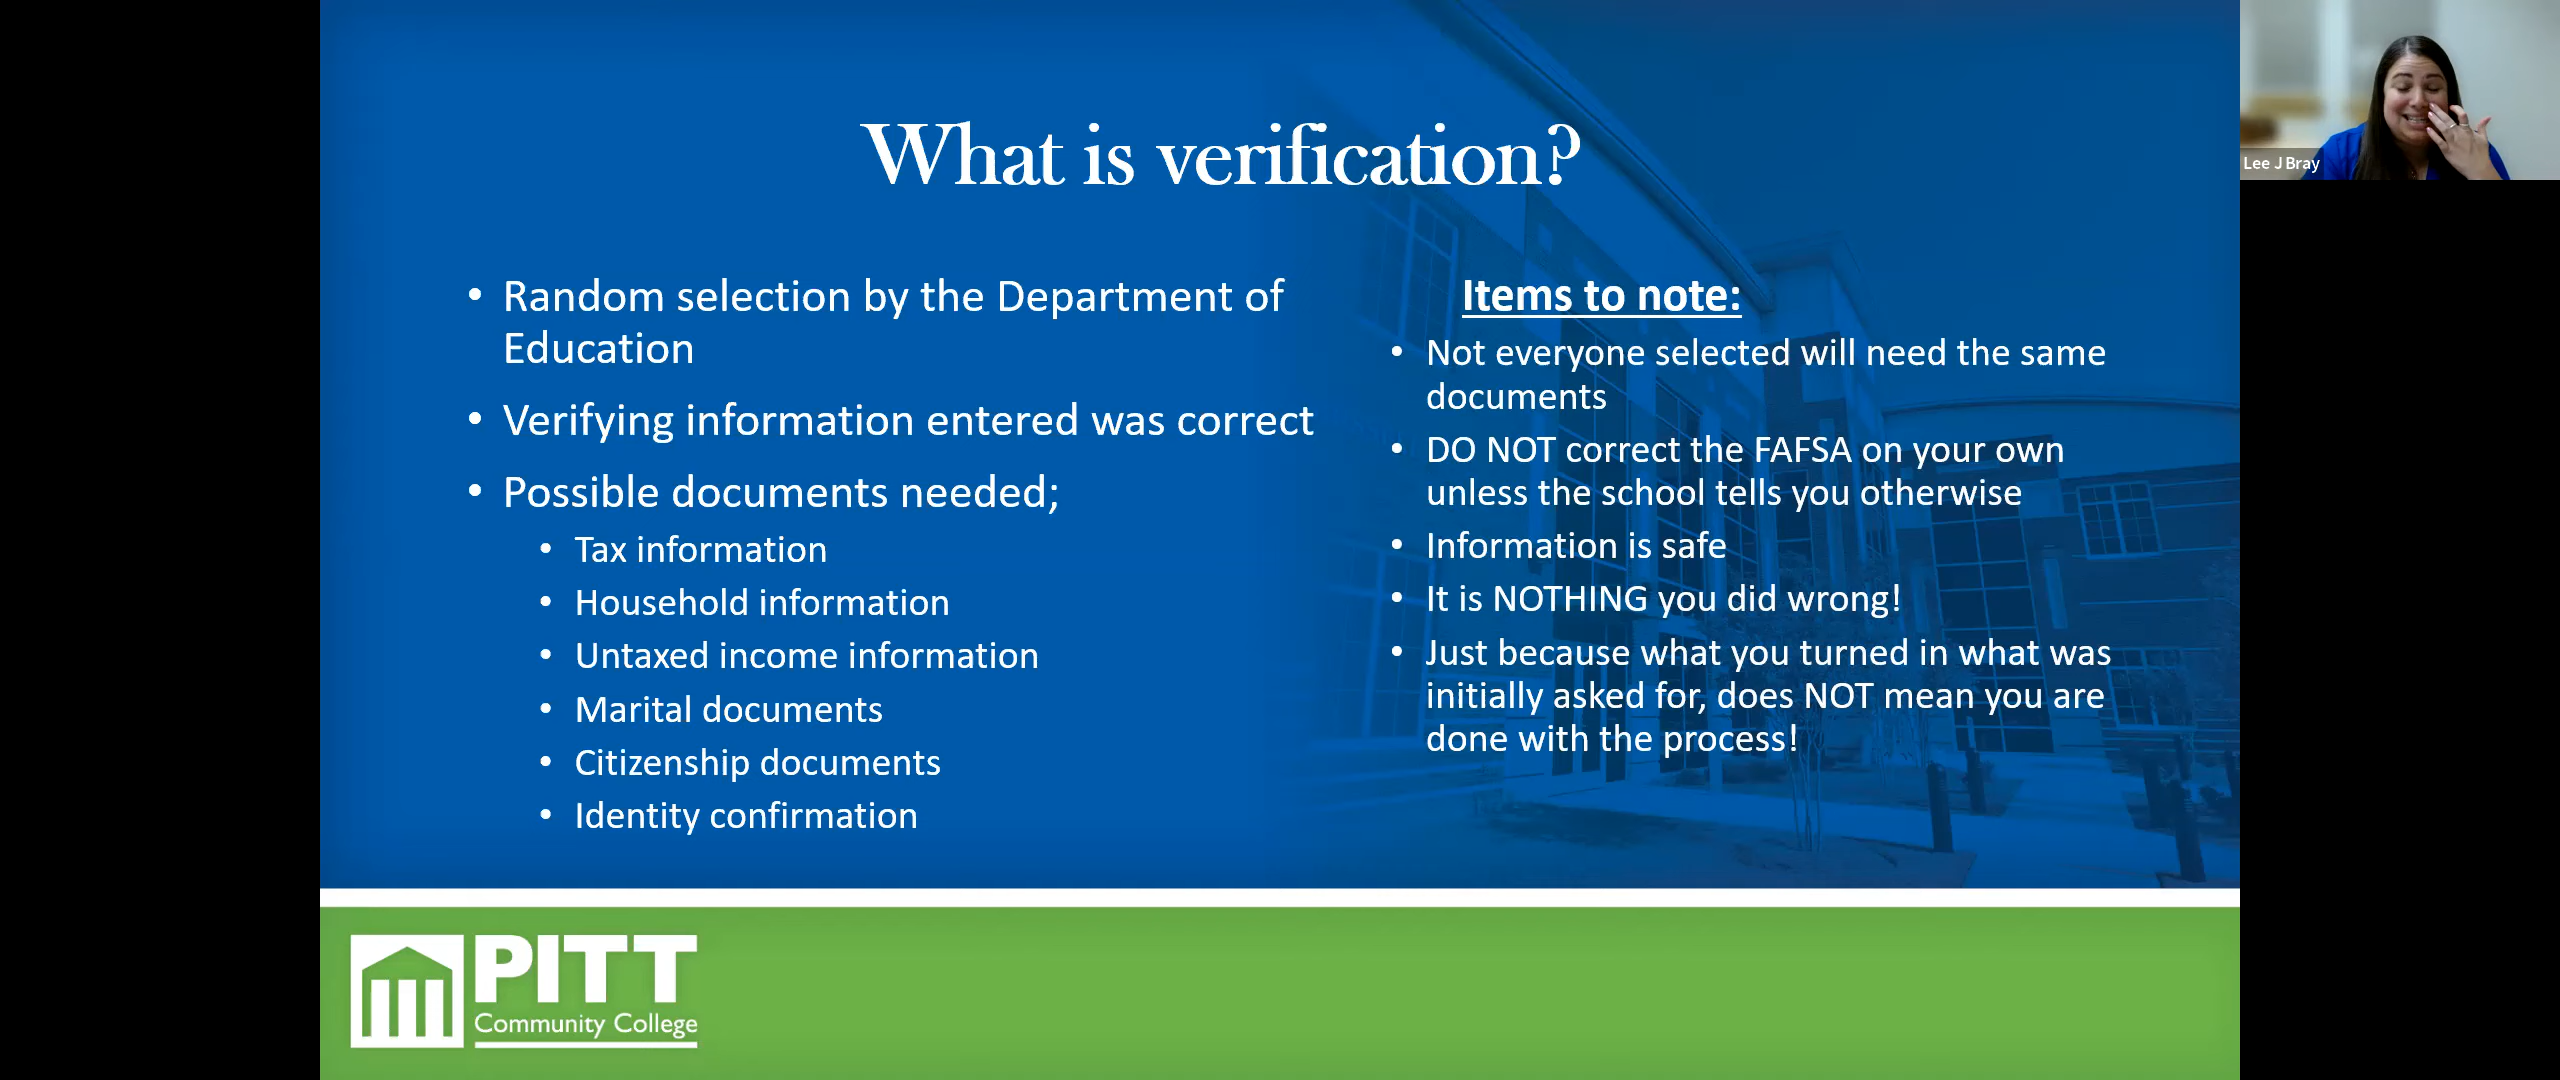 What is verification?
• Random selection by the Department of
Education
• Verifying information entered was correct
• Possible documents needed;
• Tax information
• Household information
• Untaxed income information
• Marital documents
• Citizenship documents
• Identity confirmation
Items to note:
• Not everyone selected will need the same
documents
• DO NOT correct the FAFSA on your own
unless the school tells you otherwise
• Information is safe
• It is NOTHING you did wrong!
• Just because what you turned in what was
initially asked for, does NOT mean you are
done with the process!
PITT
Community College
Lee J Bray